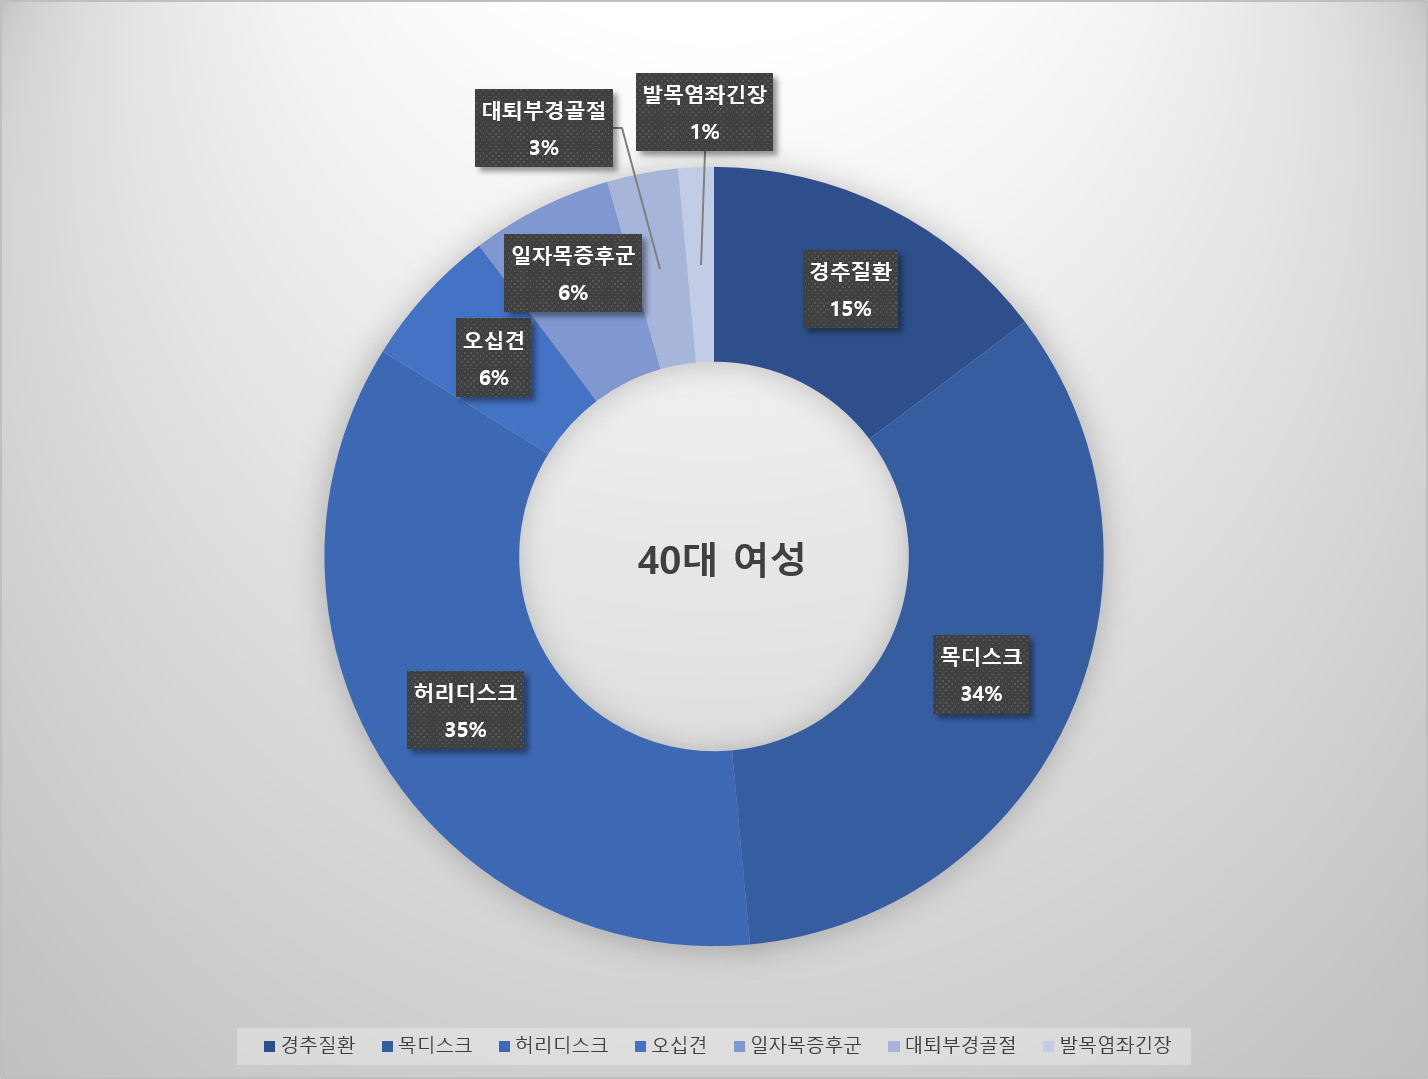 발목염좌긴장
1%
대퇴부경골절
3%
일자목증후군
6%
경추질환
15%
오십견
6%
40대 여성
목디스크
34%
허리디스크
35%
경추질환 목디스크 허리디스크 오십견 일자목증후군 대퇴부경골절 발목염좌긴장